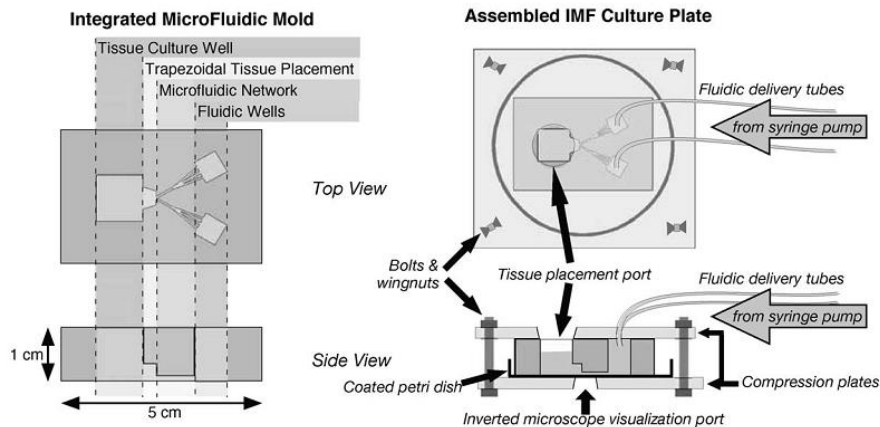 Integrated MicroFluidic Mold
Tissue Culture Well
Trapezoidal Tissue Placement
Microfluidic Network
Fluidic Wells
Top View
1 cm
Side View
5 cm
Assembled IMF Culture Plate
Fluidic delivery tubes
from syringe pump
Bolts &
wingnuts
Tissue placement port
Fluidic delivery tubes
from syringe pump
Coated petri dish
Compression plates
Inverted microscope visualization port